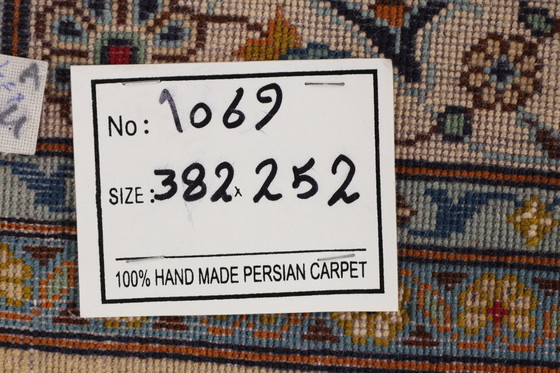 No: 1069
SIZE: 382 x 252
100% HAND MADE PERSIAN CARPET